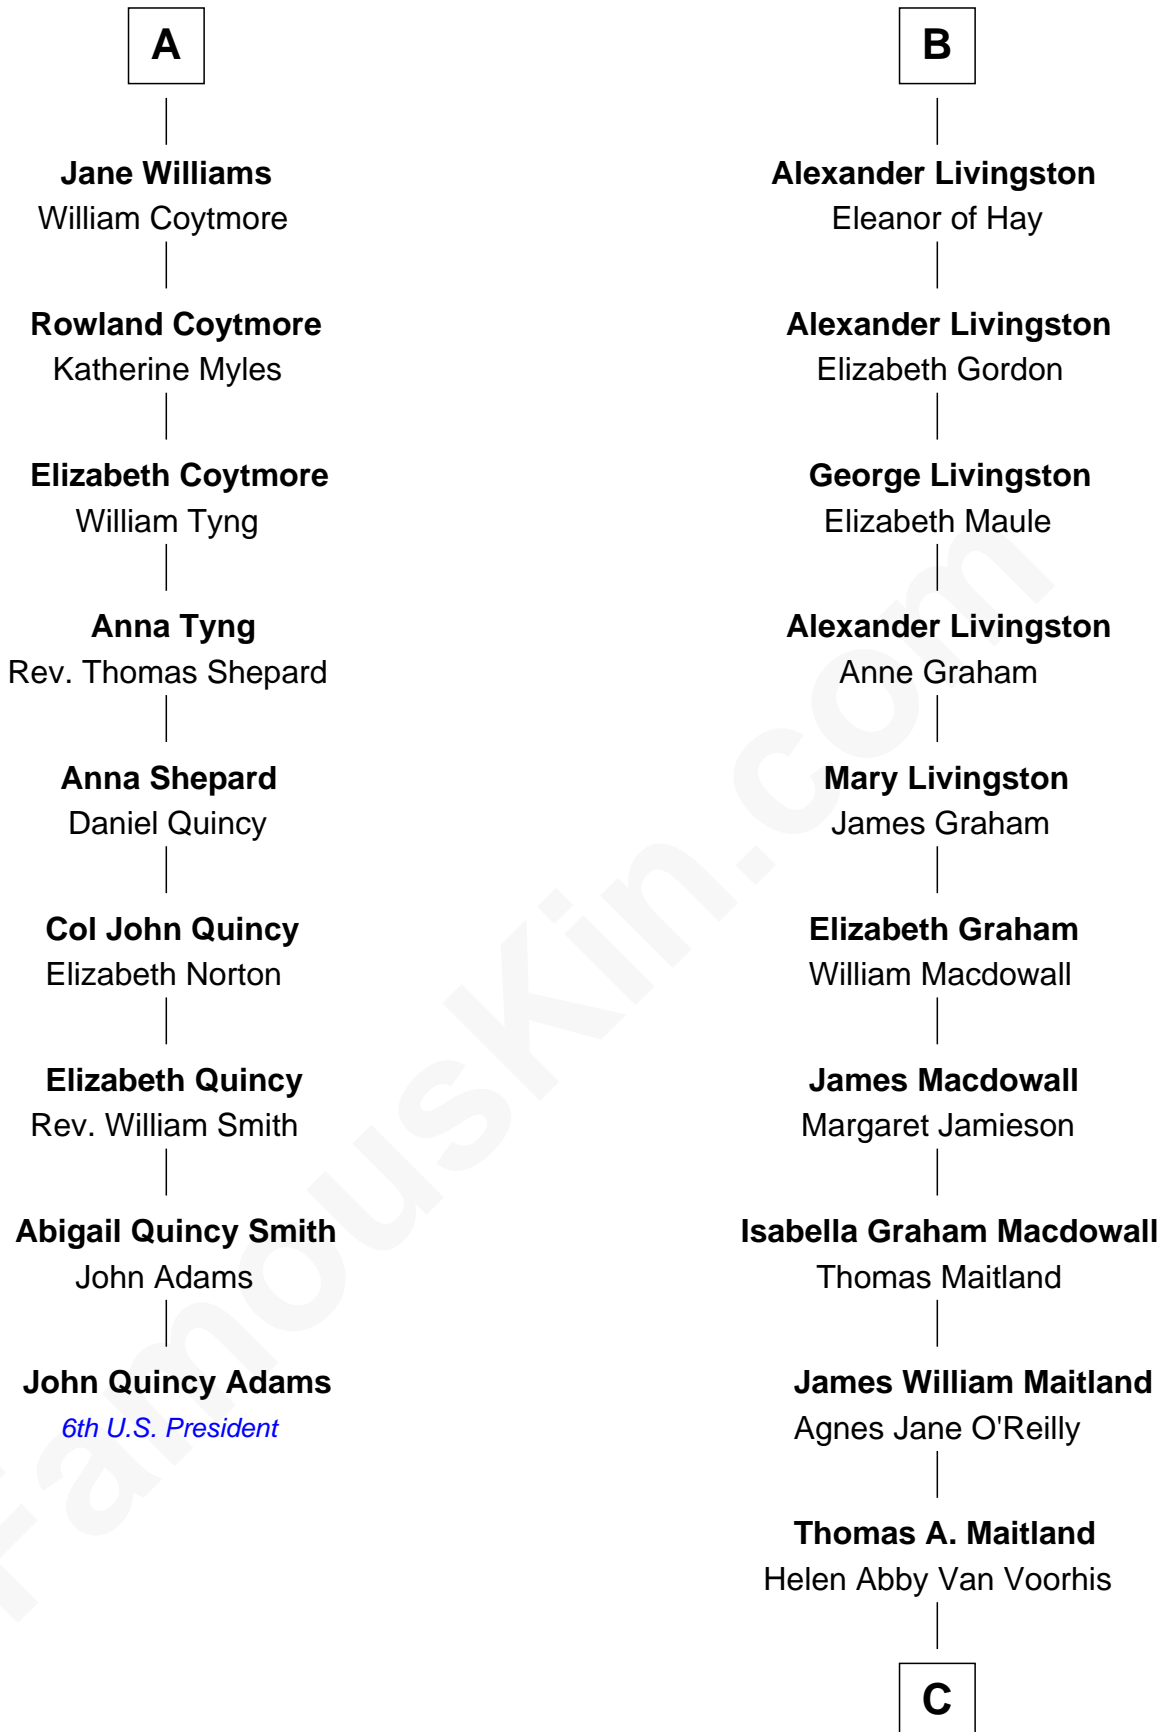 A
Jane Williams
William Coytmore
Rowland Coytmore
Katherine Myles
Elizabeth Coytmore
William Tyng
Anna Tyng
Rev. Thomas Shepard
Anna Shepard
Daniel Quincy
Col John Quincy
Elizabeth Norton
Elizabeth Quincy
Rev. William Smith
Abigail Quincy Smith
John Adams
John Quincy Adams
6th U.S. President
B
Alexander Livingston
Eleanor of Hay
Alexander Livingston
Elizabeth Gordon
George Livingston
Elizabeth Maule
Alexander Livingston
Anne Graham
Mary Livingston
James Graham
Elizabeth Graham
William Macdowall
James Macdowall
Margaret Jamieson
Isabella Graham Macdowall
Thomas Maitland
James William Maitland
Agnes Jane O'Reilly
Thomas A. Maitland
Helen Abby Van Voorhis
C
FamousKin.com